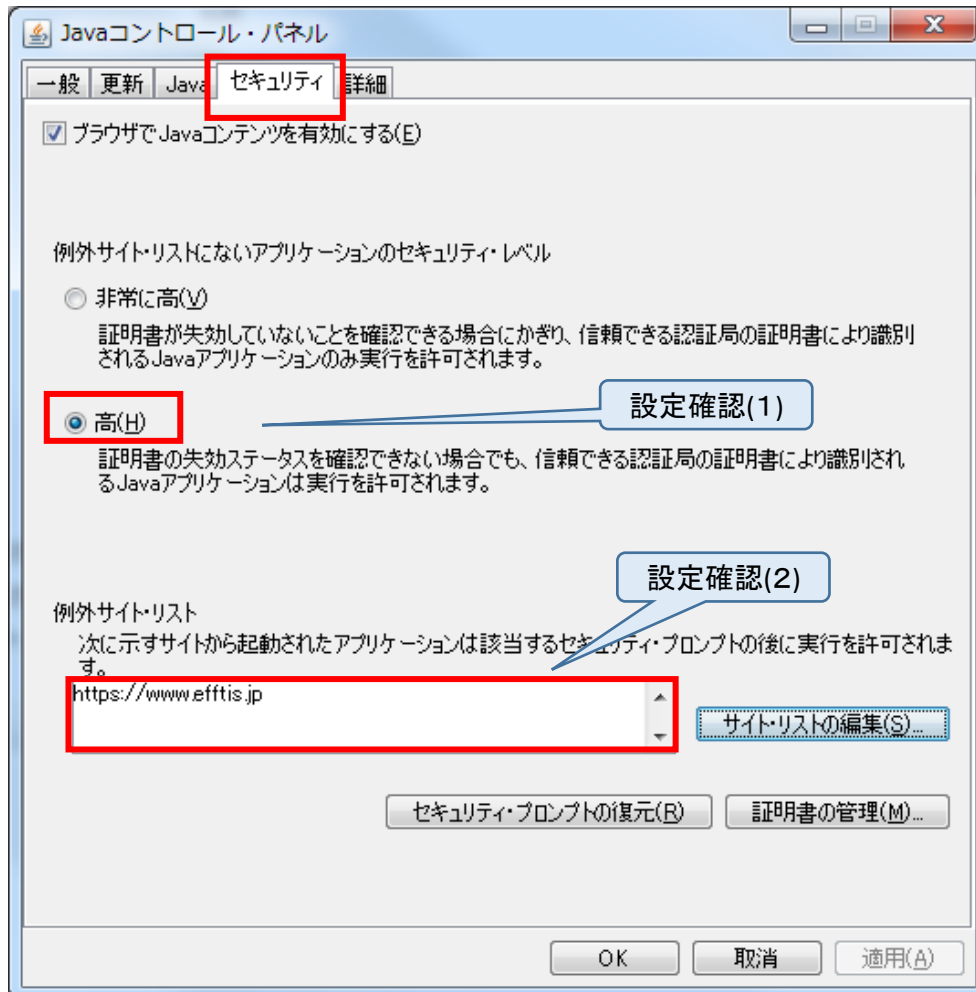 Javaコントロール・パネル
一般 更新 Java セキュリティ 詳細
ブラウザでJavaコンテンツを有効にする(E)
例外サイト・リストにないアプリケーションのセキュリティ・レベル
非常に高(V)
証明書が失効していないことを確認できる場合にかぎり、信頼できる認証局の証明書により識別
されるJavaアプリケーションのみ実行を許可されます。
設定確認(1)
高(H)
証明書の失効ステータスを確認できない場合でも、信頼できる認証局の証明書により識別され
るJavaアプリケーションは実行を許可されます。
設定確認(2)
例外サイト・リスト
次に示すサイトから起動されたアプリケーションは該当するセキュリティ・プロンプトの後に実行を許可されま
す。
https://www.efftis.jp
サイト・リストの編集(S)...
セキュリティ・プロンプトの復元(R) 証明書の管理(M)...
OK 取消 適用(A)